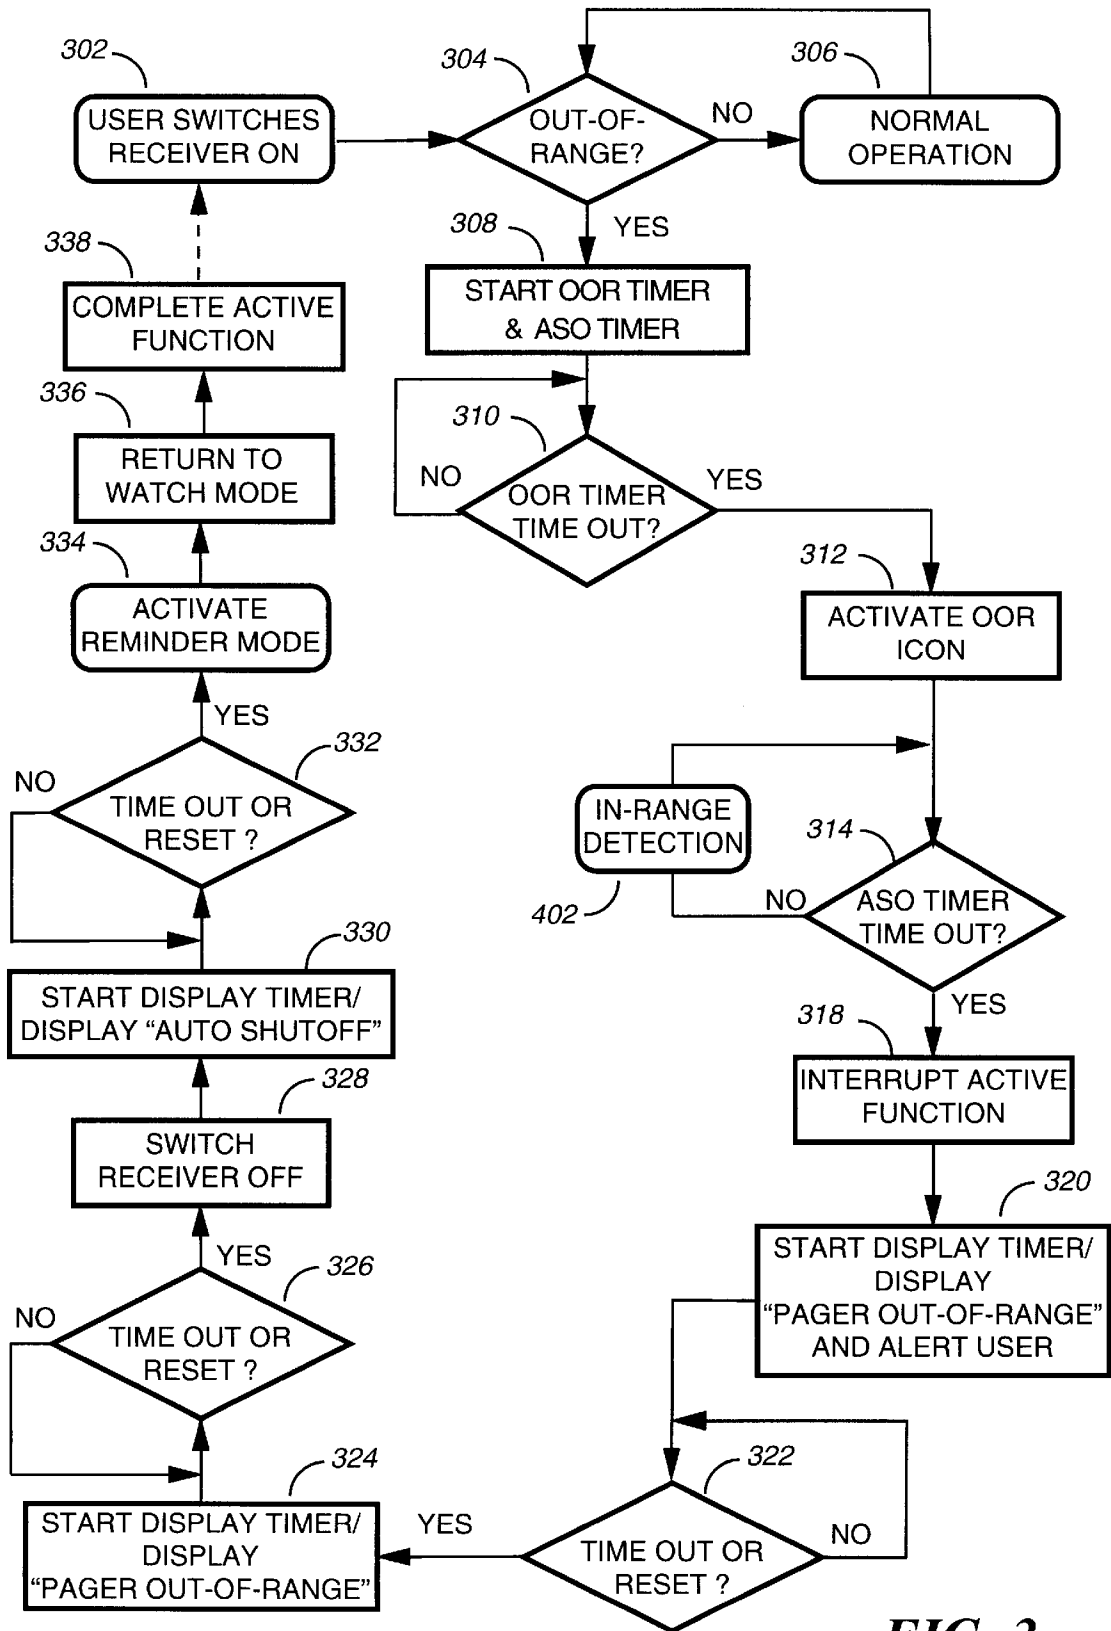 302
USER SWITCHES
RECEIVER ON
304
OUT-OF-
RANGE?
NO
306
NORMAL
OPERATION
YES
308
START OOR TIMER
& ASO TIMER
310
OOR TIMER
TIME OUT?
NO
YES
312
ACTIVATE OOR
ICON
IN-RANGE
DETECTION
402
314
ASO TIMER
TIME OUT?
NO
YES
318
INTERRUPT ACTIVE
FUNCTION
320
START DISPLAY TIMER/
DISPLAY
“PAGER OUT-OF-RANGE”
AND ALERT USER
322
TIME OUT OR
RESET ?
NO
YES
324
START DISPLAY TIMER/
DISPLAY
“PAGER OUT-OF-RANGE”
326
TIME OUT OR
RESET ?
NO
YES
328
SWITCH
RECEIVER OFF
330
START DISPLAY TIMER/
DISPLAY “AUTO SHUTOFF”
332
TIME OUT OR
RESET ?
NO
YES
334
ACTIVATE
REMINDER MODE
336
RETURN TO
WATCH MODE
338
COMPLETE ACTIVE
FUNCTION